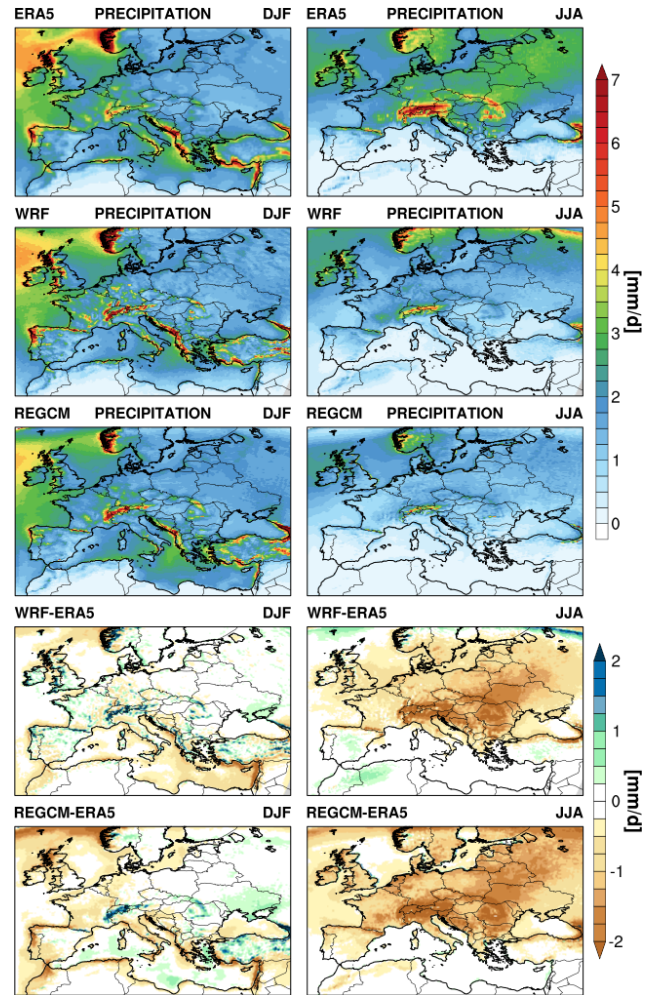 ERA5 PRECIPITATION DJF
PRECIPITATION JJA
WRF PRECIPITATION DJF
WRF PRECIPITATION JJA
REGCM PRECIPITATION DJF
REGCM PRECIPITATION JJA
7
6
5
4
3
2
1
0
[mm/d]
WRF-ERA5 DJF
WRF-ERA5 JJA
REGCM-ERA5 DJF
REGCM-ERA5 JJA
2
1
0
-1
-2
[mm/d]